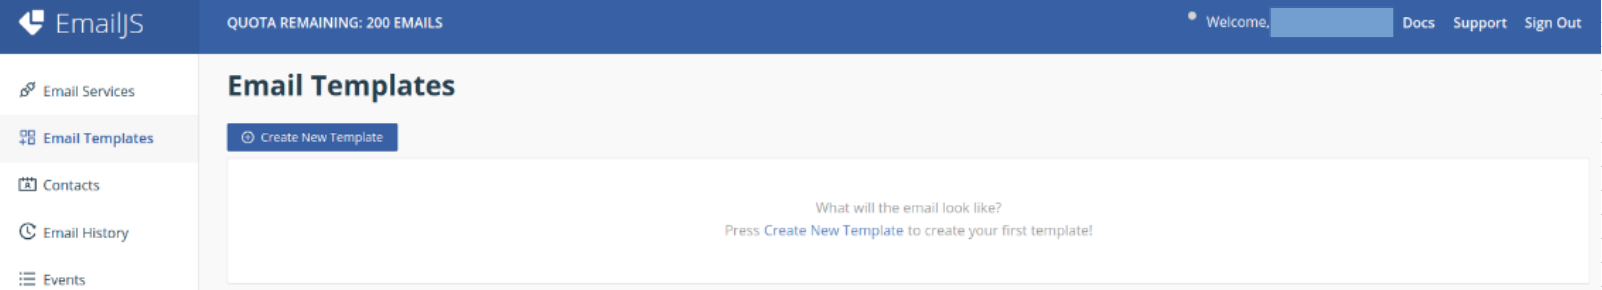 EmailJS
QUOTA REMAINING: 200 EMAILS
Welcome,
Docs
Support
Sign Out
Email Services
Email Templates
Contacts
Email History
Events
Email Templates
Create New Template
What will the email look like?
Press Create New Template to create your first template!